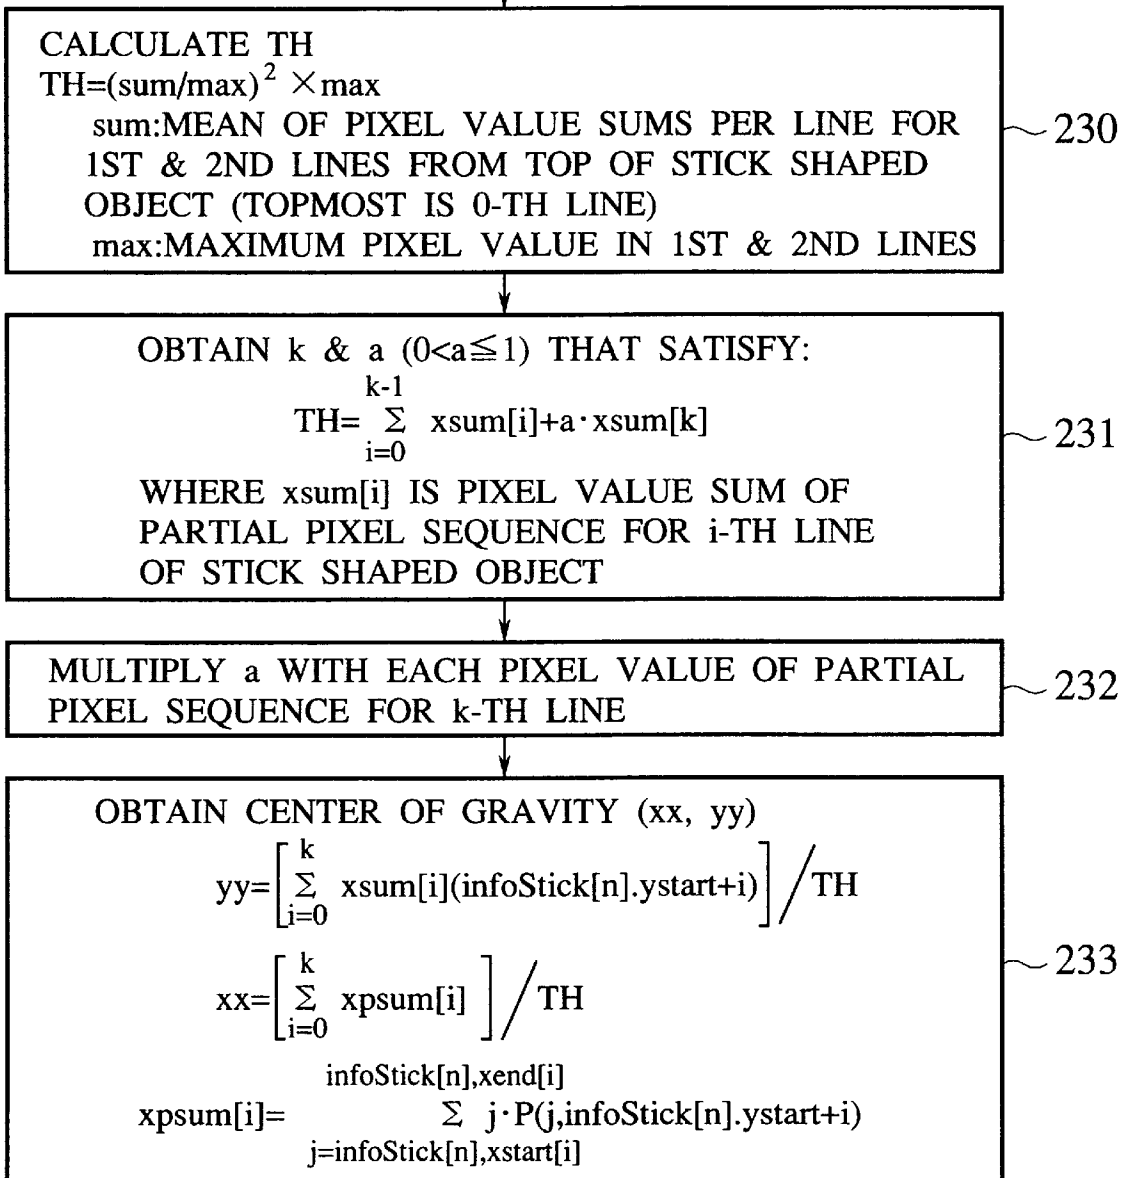 CALCULATE TH
TH=(sum/max)² ×max
sum:MEAN OF PIXEL VALUE SUMS PER LINE FOR
1ST & 2ND LINES FROM TOP OF STICK SHAPED
OBJECT (TOPMOST IS 0-TH LINE)
max:MAXIMUM PIXEL VALUE IN 1ST & 2ND LINES
230
OBTAIN k & a (0<a≦1) THAT SATISFY:
k-1
TH= Σ xsum[i]+a·xsum[k]
i=0
WHERE xsum[i] IS PIXEL VALUE SUM OF
PARTIAL PIXEL SEQUENCE FOR i-TH LINE
OF STICK SHAPED OBJECT
231
MULTIPLY a WITH EACH PIXEL VALUE OF PARTIAL
PIXEL SEQUENCE FOR k-TH LINE
232
OBTAIN CENTER OF GRAVITY (xx, yy)
k
yy=[ Σ xsum[i](infoStick[n].ystart+i)]/TH
i=0
k
xx=[ Σ xpsum[i] ]/TH
i=0
infoStick[n],xend[i]
xpsum[i]= Σ j·P(j,infoStick[n].ystart+i)
j=infoStick[n],xstart[i]
233